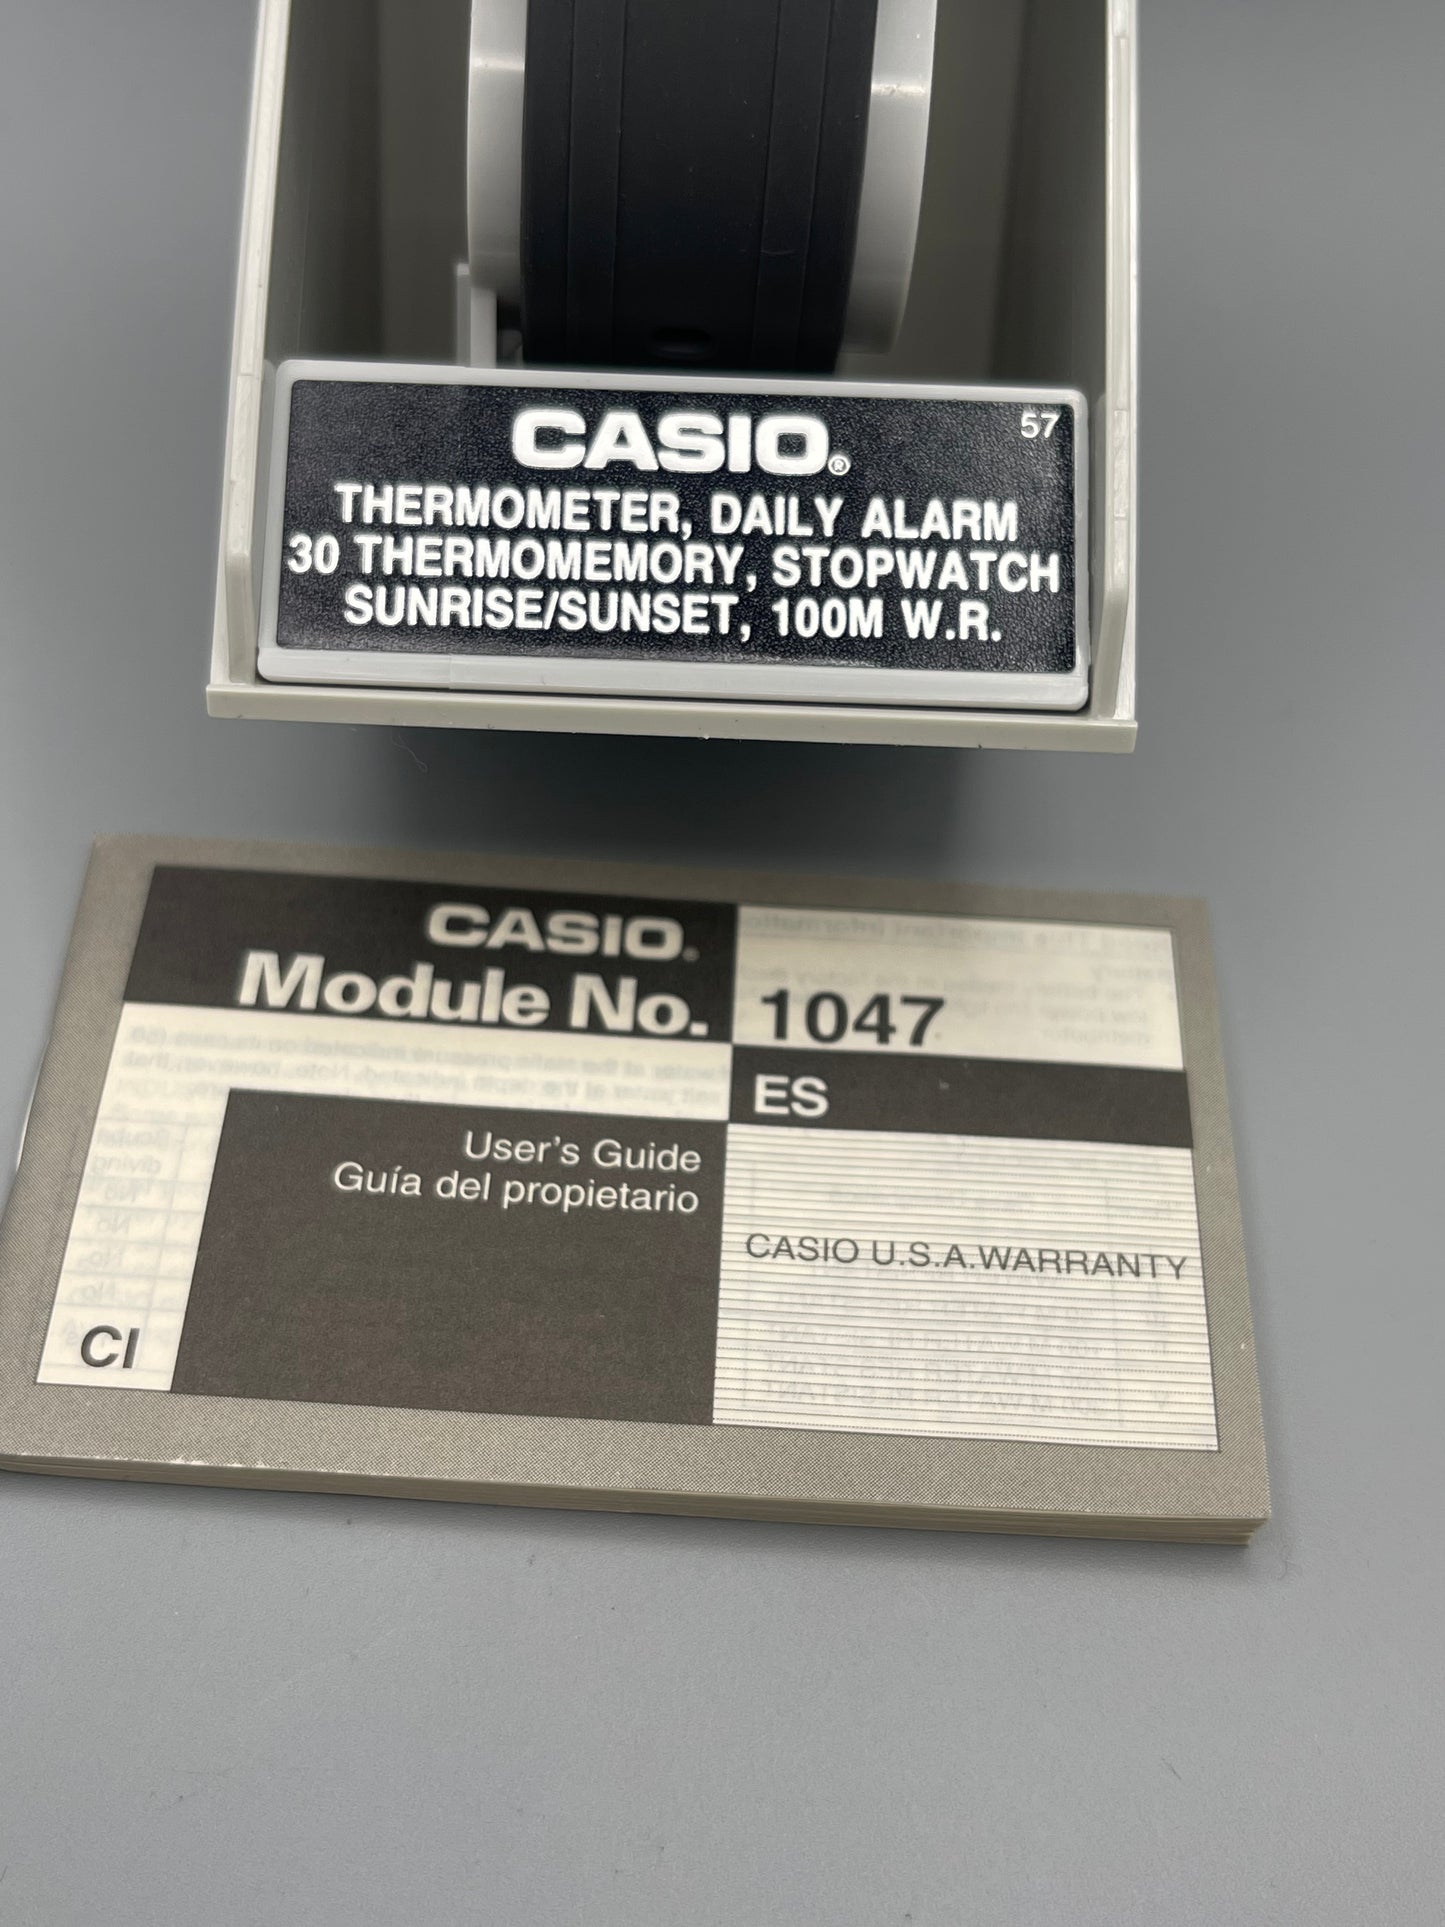 CASIO®
57
THERMOMETER, DAILY ALARM
30 THERMOMEMORY, STOPWATCH
SUNRISE/SUNSET, 100M W.R.
CASIO®
Module No. 1047
ES
User's Guide
Guía del propietario
CASIO U.S.A.WARRANTY
CI